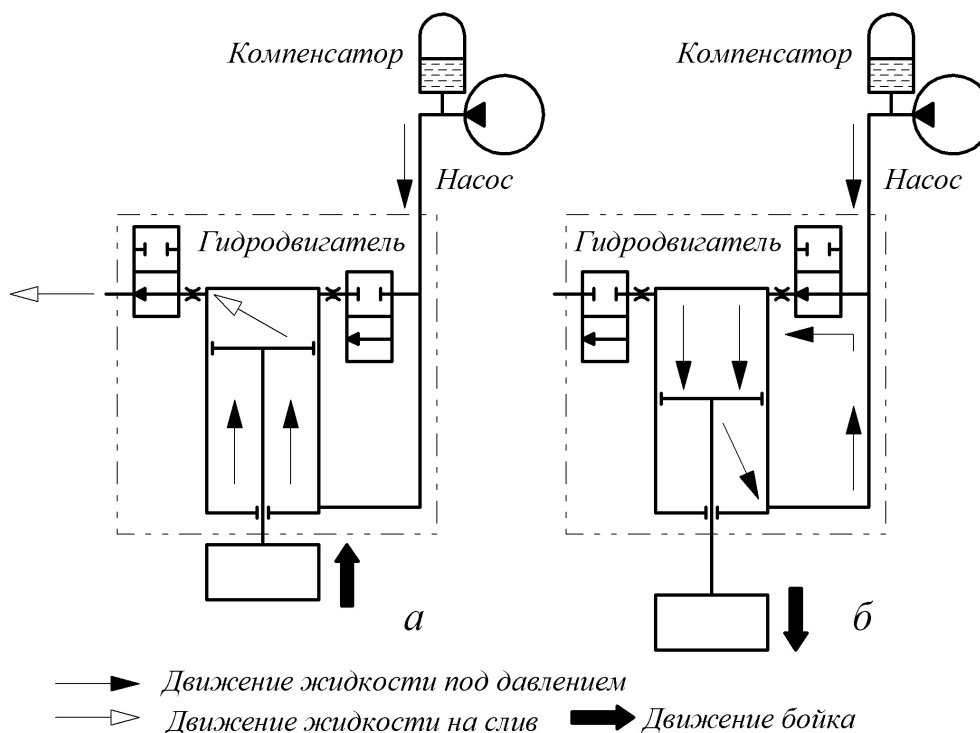 Компенсатор
Насос
Гидродвигатель
а
Компенсатор
Насос
Гидродвигатель
б
Движение жидкости под давлением
Движение жидкости на слив
Движение бойка